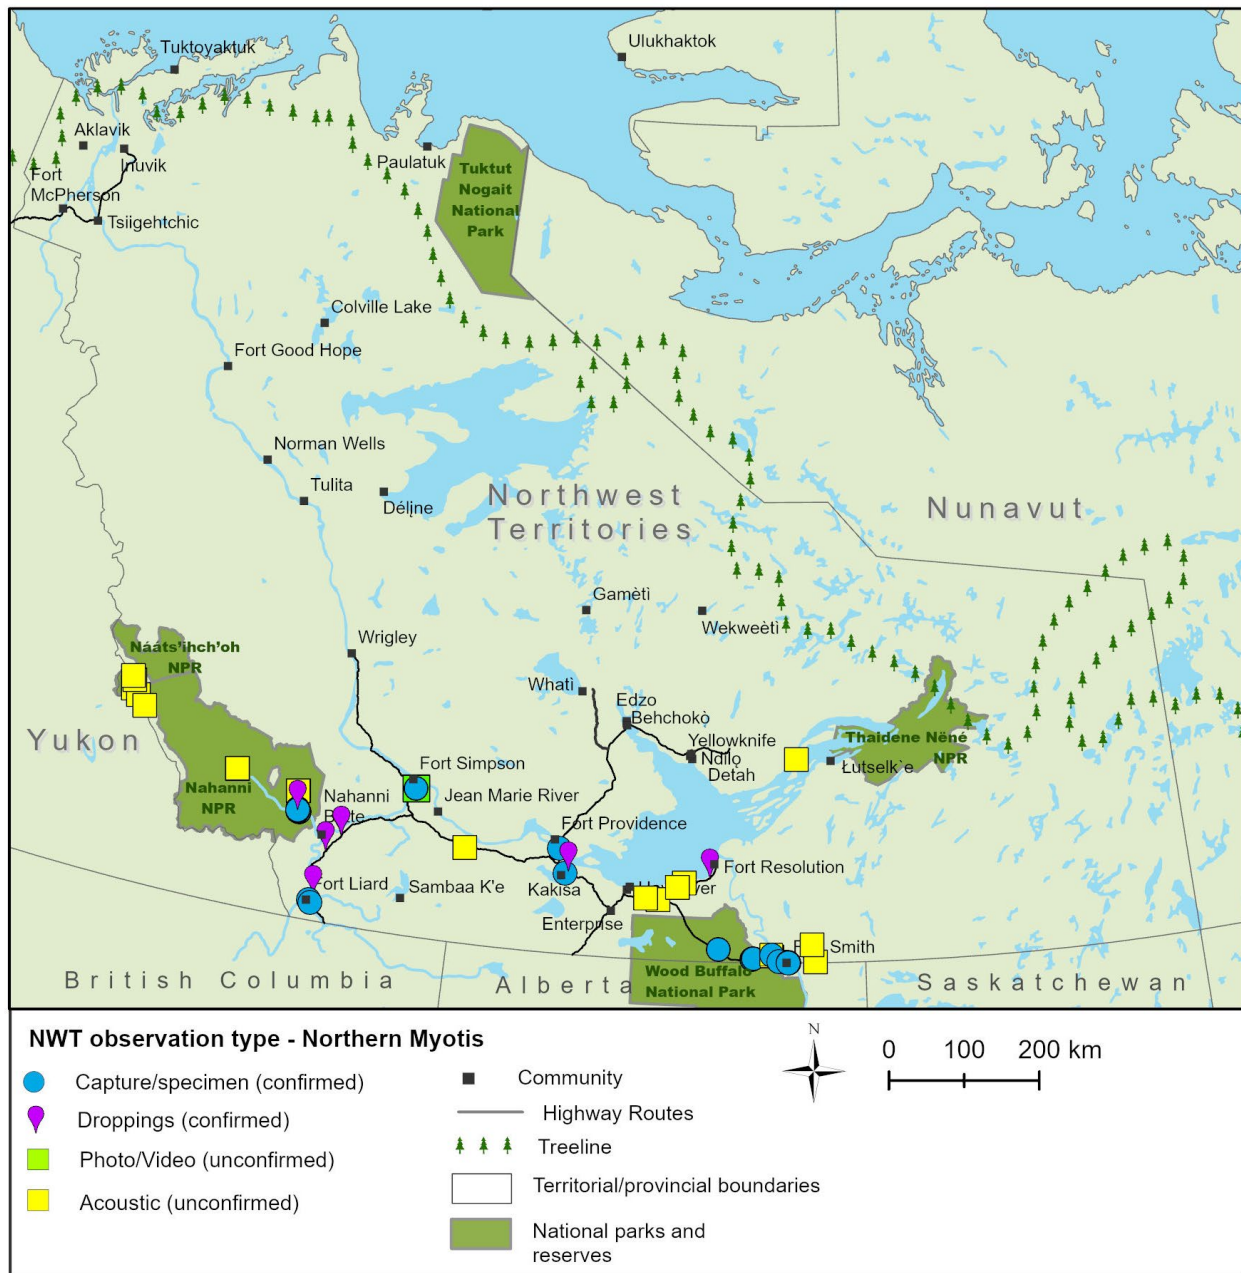 Tuktoyaktuk
Ulukhaktok
Aklavik
Inuvik
Paulatuk
Fort
McPherson
Tuktut
Nogait
National
Park
Tsiigehtchic
Colville Lake
Fort Good Hope
Norman Wells
Tulita
Délįne
Northwest
Territories
Nunavut
Gamètì
Wekweètì
Wrigley
Nááts'ihch'oh
NPR
Whatì
Edzo
Behchokò
Yukon
Yellowknife
Ndilǫ
Detah
Thaidene Nëné
NPR
Łutselk`e
Fort Simpson
Nahanni
NPR
Nahanni
Jean Marie River
Fort Providence
Fort Resolution
Fort Liard
Sambaa K'e
Kakisa
Enterprise
Smith
Wood Buffalo
National Park
British Columbia
Alberta
Saskatchewan
NWT observation type - Northern Myotis
Capture/specimen (confirmed)
Droppings (confirmed)
Photo/Video (unconfirmed)
Acoustic (unconfirmed)
Community
Highway Routes
Treeline
Territorial/provincial boundaries
National parks and
reserves
N
0 100 200 km